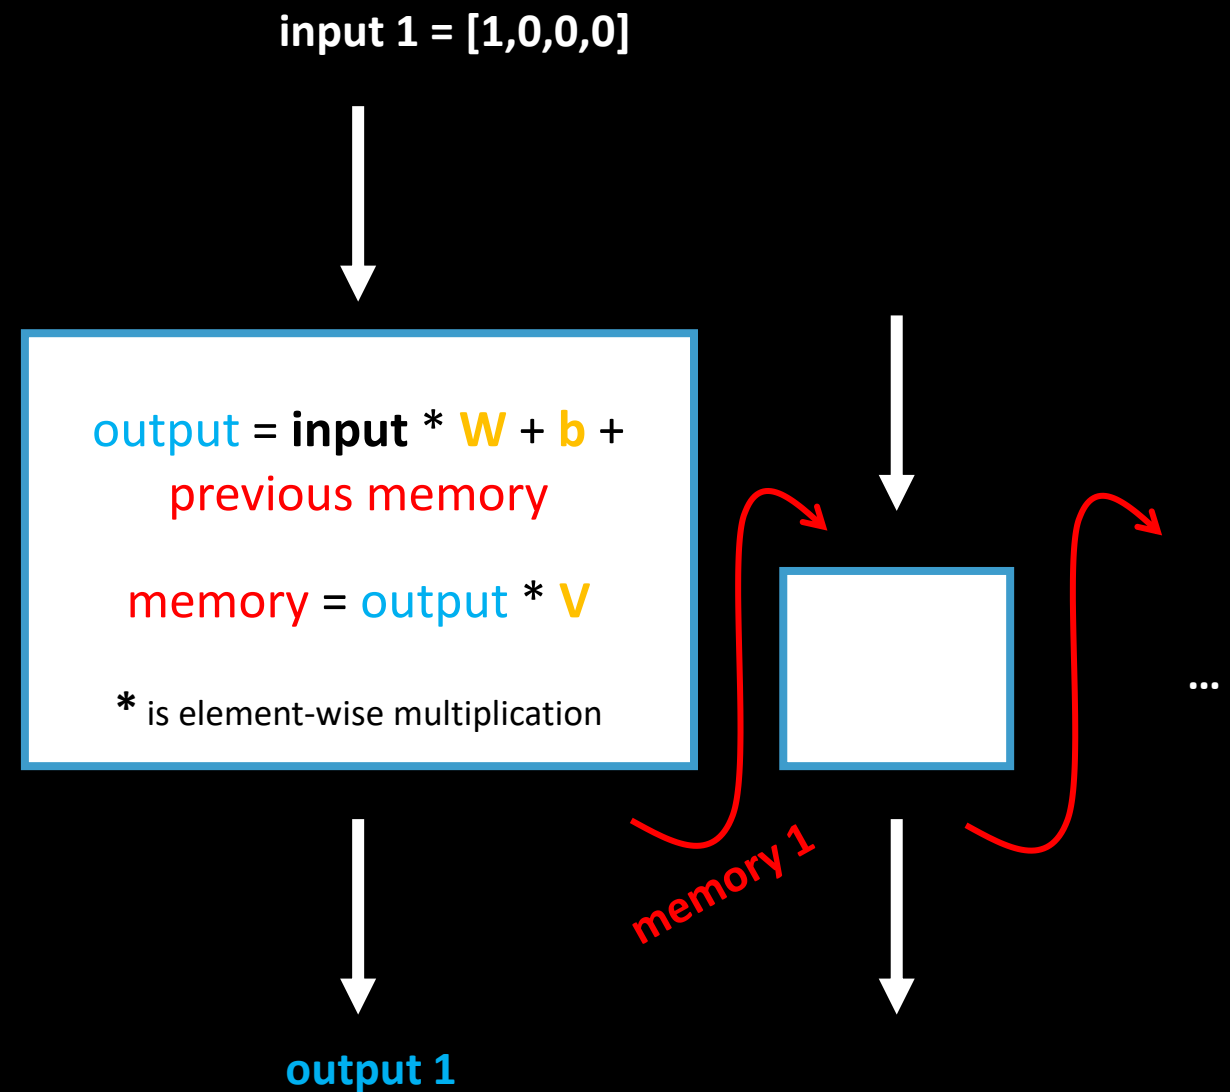 input 1 = [1,0,0,0]
output = input * W + b +
previous memory
memory = output * V
* is element-wise multiplication
...
memory 1
output 1